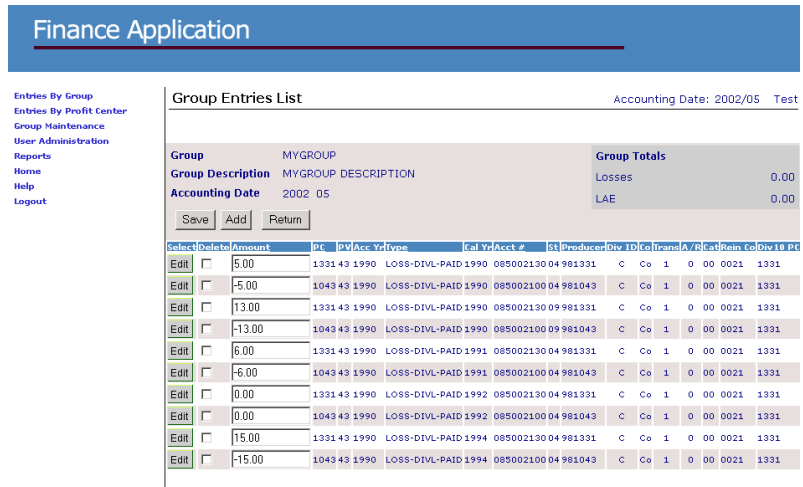 Finance Application
Entries By Group
Entries By Profit Center
Group Maintenance
User Administration
Reports
Home
Help
Logout
Group Entries List Accounting Date: 2002/05 Test
Group MYGROUP
Group Description MYGROUP DESCRIPTION
Accounting Date 2002 05
Group Totals
Losses 0.00
LAE 0.00
Save Add Return
Select Delete Amount PC PV Acc Yr Type Cal Yr Acct # St Producer Div ID Co Trans A/R Cat Rein Co Div10 PC
Edit 5.00 1331 43 1990 LOSS-DIVL-PAID 1990 085002130 04 981331 C Co 1 0 00 0021 1331
Edit -5.00 1043 43 1990 LOSS-DIVL-PAID 1990 085002100 04 981043 C Co 1 0 00 0021 1331
Edit 13.00 1331 43 1990 LOSS-DIVL-PAID 1990 085002130 09 981331 C Co 1 0 00 0021 1331
Edit -13.00 1043 43 1990 LOSS-DIVL-PAID 1990 085002100 09 981043 C Co 1 0 00 0021 1331
Edit 6.00 1331 43 1990 LOSS-DIVL-PAID 1991 085002130 04 981331 C Co 1 0 00 0021 1331
Edit -6.00 1043 43 1990 LOSS-DIVL-PAID 1991 085002100 04 981043 C Co 1 0 00 0021 1331
Edit 0.00 1331 43 1990 LOSS-DIVL-PAID 1992 085002130 04 981331 C Co 1 0 00 0021 1331
Edit 0.00 1043 43 1990 LOSS-DIVL-PAID 1992 085002100 04 981043 C Co 1 0 00 0021 1331
Edit 15.00 1331 43 1990 LOSS-DIVL-PAID 1994 085002130 04 981331 C Co 1 0 00 0021 1331
Edit -15.00 1043 43 1990 LOSS-DIVL-PAID 1994 085002100 04 981043 C Co 1 0 00 0021 1331